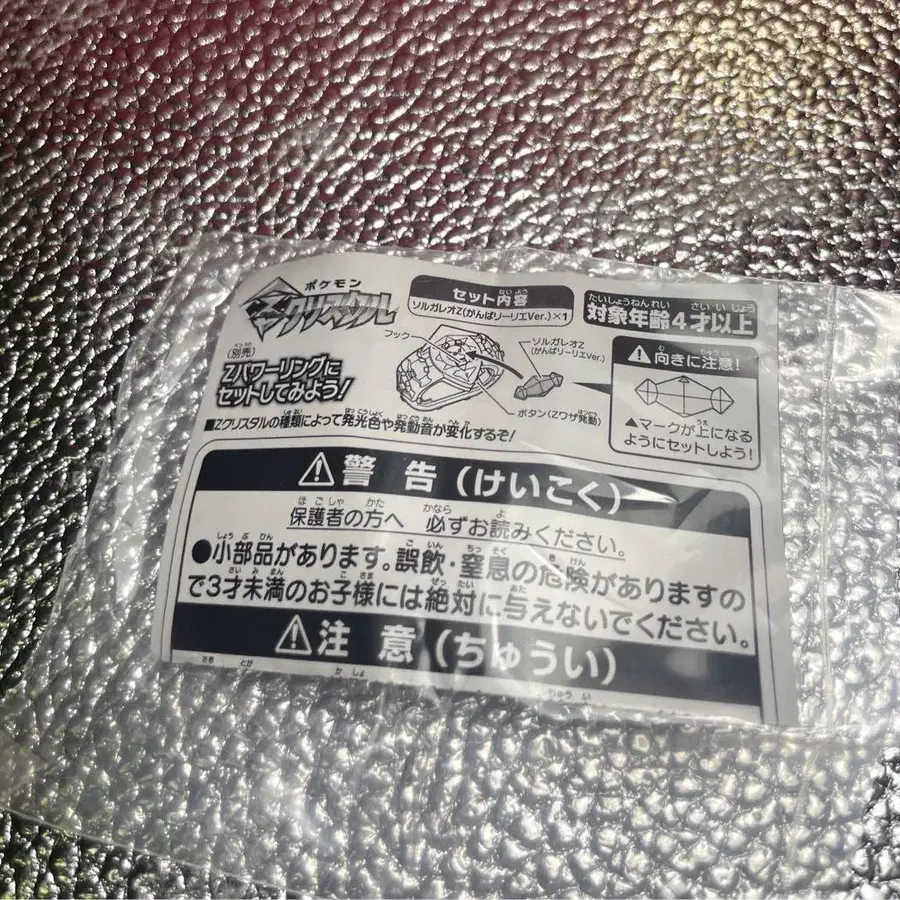 ポケモン
Zクリスタル
セット内容
ソルガレオZ(がんばリーリエVer.)×1
対象年齢4才以上
(別売)
Zパワーリングに
セットしてみよう!
フック
ソルガレオZ
(がんばリーリエVer.)
ボタン(Zワザ発動)
⚠向きに注意!
▲マークが上になる
ようにセットしよう!
■Zクリスタルの種類によって発光色や発動音が変化するぞ!
⚠警 告(けいこく)
保護者の方へ 必ずお読みください。
●小部品があります。誤飲・窒息の危険がありますの
で3才未満のお子様には絶対に与えないでください。
⚠注 意(ちゅうい)